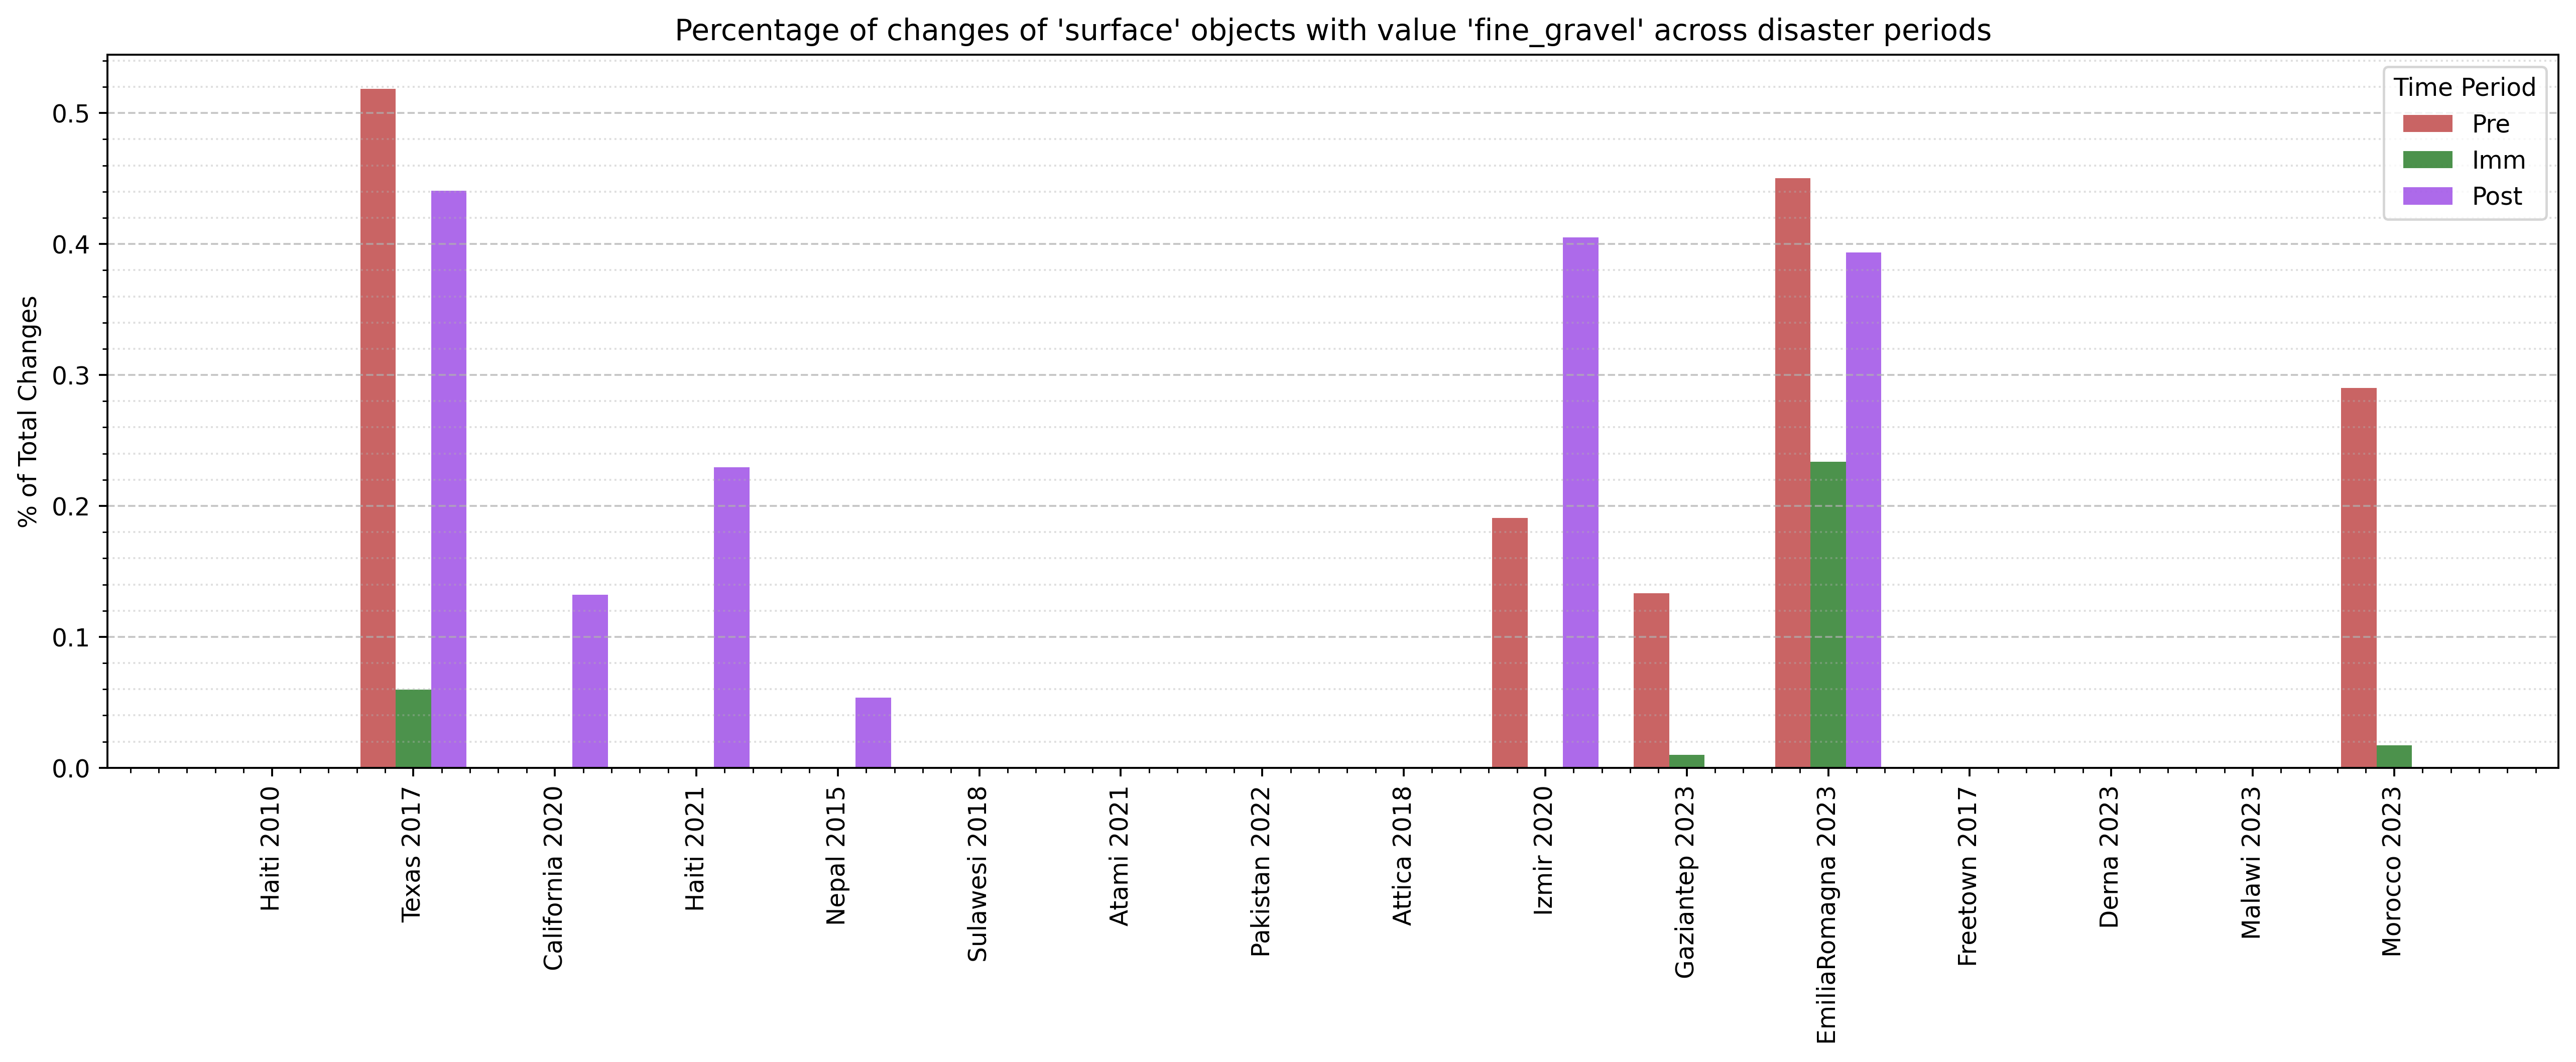 Percentage of changes of 'surface' objects with value 'fine_gravel' across disaster periods
Time Period
Pre
Imm
Post
% of Total Changes
0.5
0.4
0.3
0.2
0.1
0.0
Haiti 2010
Texas 2017
California 2020
Haiti 2021
Nepal 2015
Sulawesi 2018
Atami 2021
Pakistan 2022
Attica 2018
Izmir 2020
Gaziantep 2023
EmiliaRomagna 2023
Freetown 2017
Derna 2023
Malawi 2023
Morocco 2023